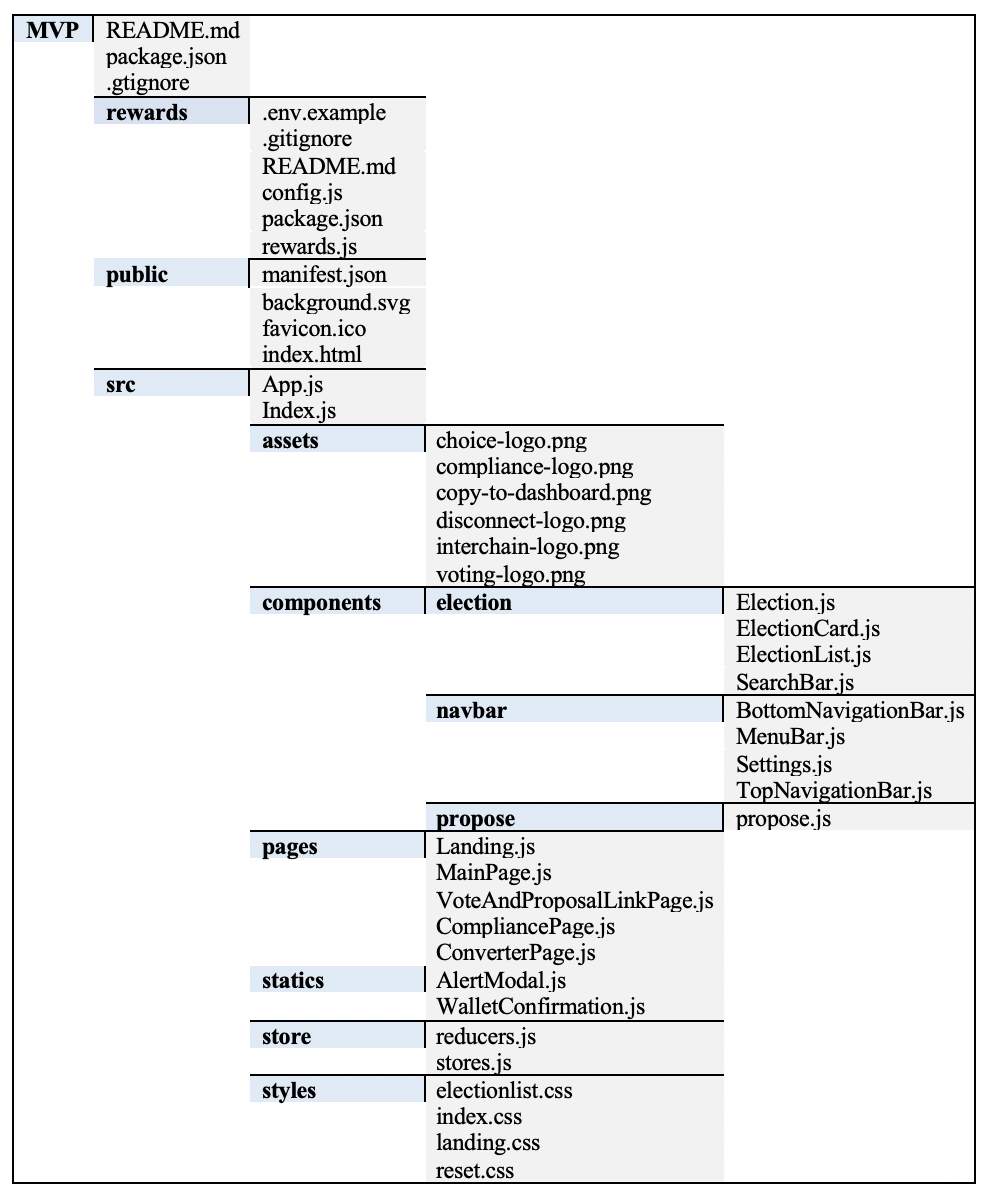 MVP README.md
package.json
.gtignore
rewards .env.example
.gitignore
README.md
config.js
package.json
rewards.js
public manifest.json
background.svg
favicon.ico
index.html
src App.js
Index.js
assets choice-logo.png
compliance-logo.png
copy-to-dashboard.png
disconnect-logo.png
interchain-logo.png
voting-logo.png
components election Election.js
ElectionCard.js
ElectionList.js
SearchBar.js
navbar BottomNavigationBar.js
MenuBar.js
Settings.js
TopNavigationBar.js
propose propose.js
pages Landing.js
MainPage.js
VoteAndProposalLinkPage.js
CompliancePage.js
ConverterPage.js
statics AlertModal.js
WalletConfirmation.js
store reducers.js
stores.js
styles electionlist.css
index.css
landing.css
reset.css